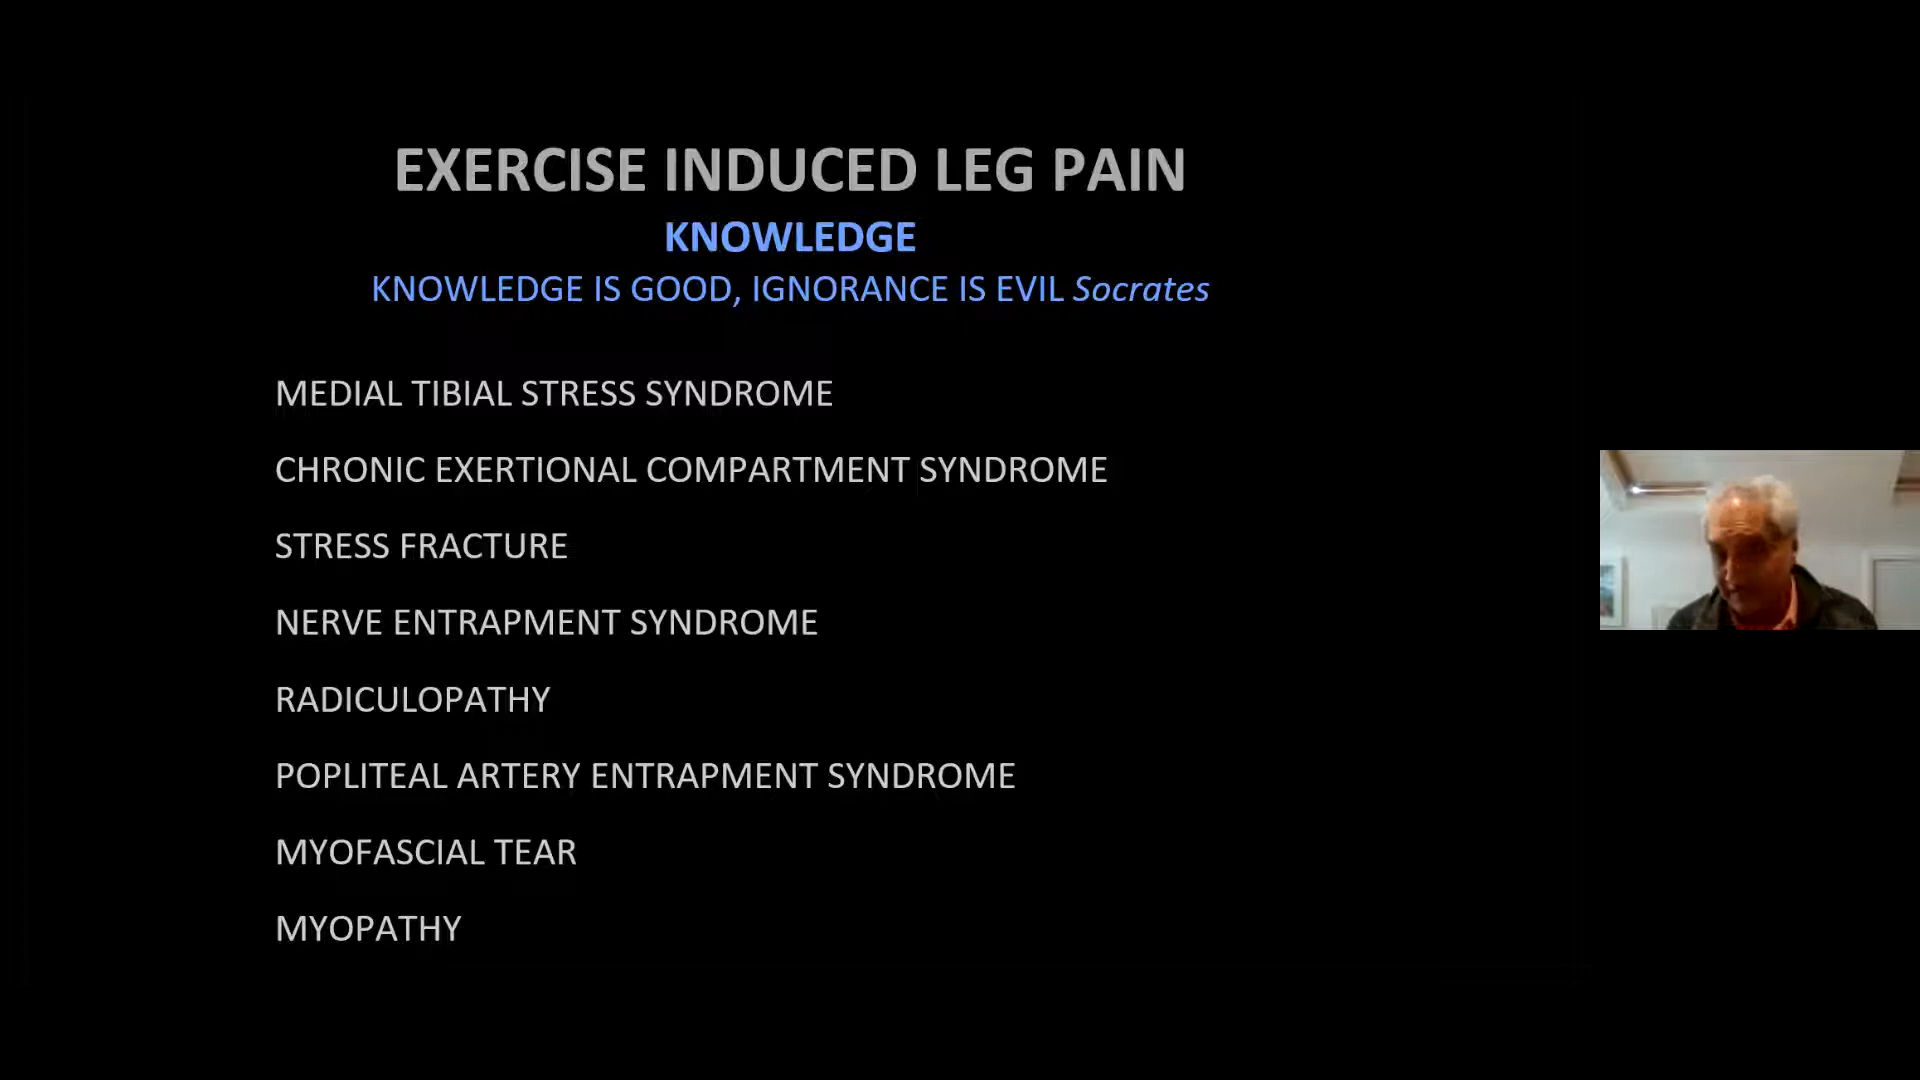 EXERCISE INDUCED LEG PAIN
KNOWLEDGE
KNOWLEDGE IS GOOD, IGNORANCE IS EVIL Socrates
MEDIAL TIBIAL STRESS SYNDROME
CHRONIC EXERTIONAL COMPARTMENT SYNDROME
STRESS FRACTURE
NERVE ENTRAPMENT SYNDROME
RADICULOPATHY
POPLITEAL ARTERY ENTRAPMENT SYNDROME
MYOFASCIAL TEAR
MYOPATHY